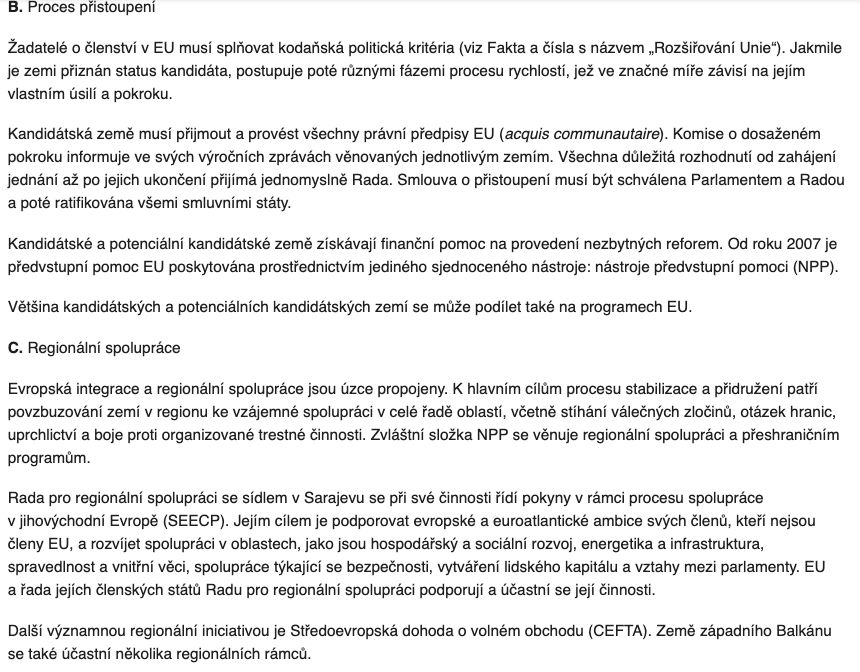 B. Proces přistoupení
Žadatelé o členství v EU musí splňovat kodaňská politická kritéria (viz Fakta a čísla s názvem „Rozšiřování Unie“). Jakmile
je zemi přiznán status kandidáta, postupuje poté různými fázemi procesu rychlostí, jež ve značné míře závisí na jejím
vlastním úsilí a pokroku.
Kandidátská země musí přijmout a provést všechny právní předpisy EU (acquis communautaire). Komise o dosaženém
pokroku informuje ve svých výročních zprávách věnovaných jednotlivým zemím. Všechna důležitá rozhodnutí od zahájení
jednání až po jejich ukončení přijímá jednomyslně Rada. Smlouva o přistoupení musí být schválena Parlamentem a Radou
a poté ratifikována všemi smluvními státy.
Kandidátské a potenciální kandidátské země získávají finanční pomoc na provedení nezbytných reforem. Od roku 2007 je
předvstupní pomoc EU poskytována prostřednictvím jediného sjednoceného nástroje: nástroje předvstupní pomoci (NPP).
Většina kandidátských a potenciálních kandidátských zemí se může podílet také na programech EU.
C. Regionální spolupráce
Evropská integrace a regionální spolupráce jsou úzce propojeny. K hlavním cílům procesu stabilizace a přidružení patří
povzbuzování zemí v regionu ke vzájemné spolupráci v celé řadě oblastí, včetně stíhání válečných zločinů, otázek hranic,
uprchlictví a boje proti organizované trestné činnosti. Zvláštní složka NPP se věnuje regionální spolupráci a přeshraničním
programům.
Rada pro regionální spolupráci se sídlem v Sarajevu se při své činnosti řídí pokyny v rámci procesu spolupráce
v jihovýchodní Evropě (SEECP). Jejím cílem je podporovat evropské a euroatlantické ambice svých členů, kteří nejsou
členy EU, a rozvíjet spolupráci v oblastech, jako jsou hospodářský a sociální rozvoj, energetika a infrastruktura,
spravedlnost a vnitřní věci, spolupráce týkající se bezpečnosti, vytváření lidského kapitálu a vztahy mezi parlamenty. EU
a řada jejích členských států Radu pro regionální spolupráci podporují a účastní se její činnosti.
Další významnou regionální iniciativou je Středoevropská dohoda o volném obchodu (CEFTA). Země západního Balkánu
se také účastní několika regionálních rámců.